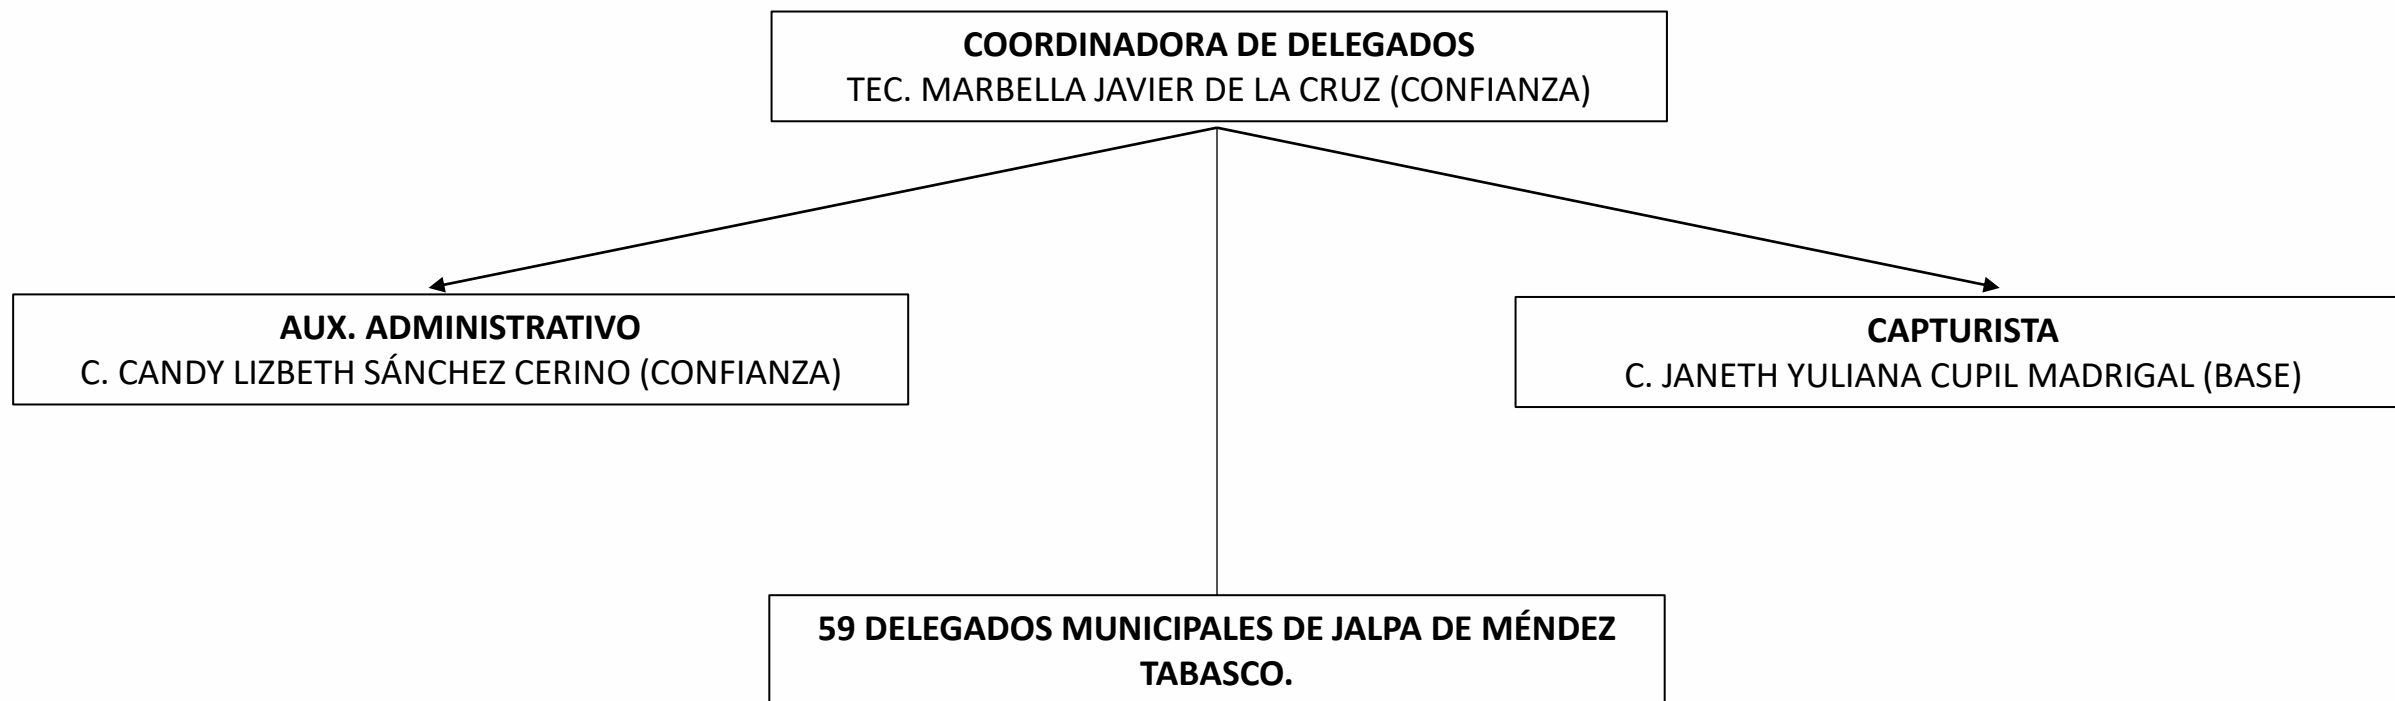 COORDINADORA DE DELEGADOS
TEC. MARBELLA JAVIER DE LA CRUZ (CONFIANZA)
AUX. ADMINISTRATIVO
C. CANDY LIZBETH SÁNCHEZ CERINO (CONFIANZA)
CAPTURISTA
C. JANETH YULIANA CUPIL MADRIGAL (BASE)
59 DELEGADOS MUNICIPALES DE JALPA DE MÉNDEZ
TABASCO.